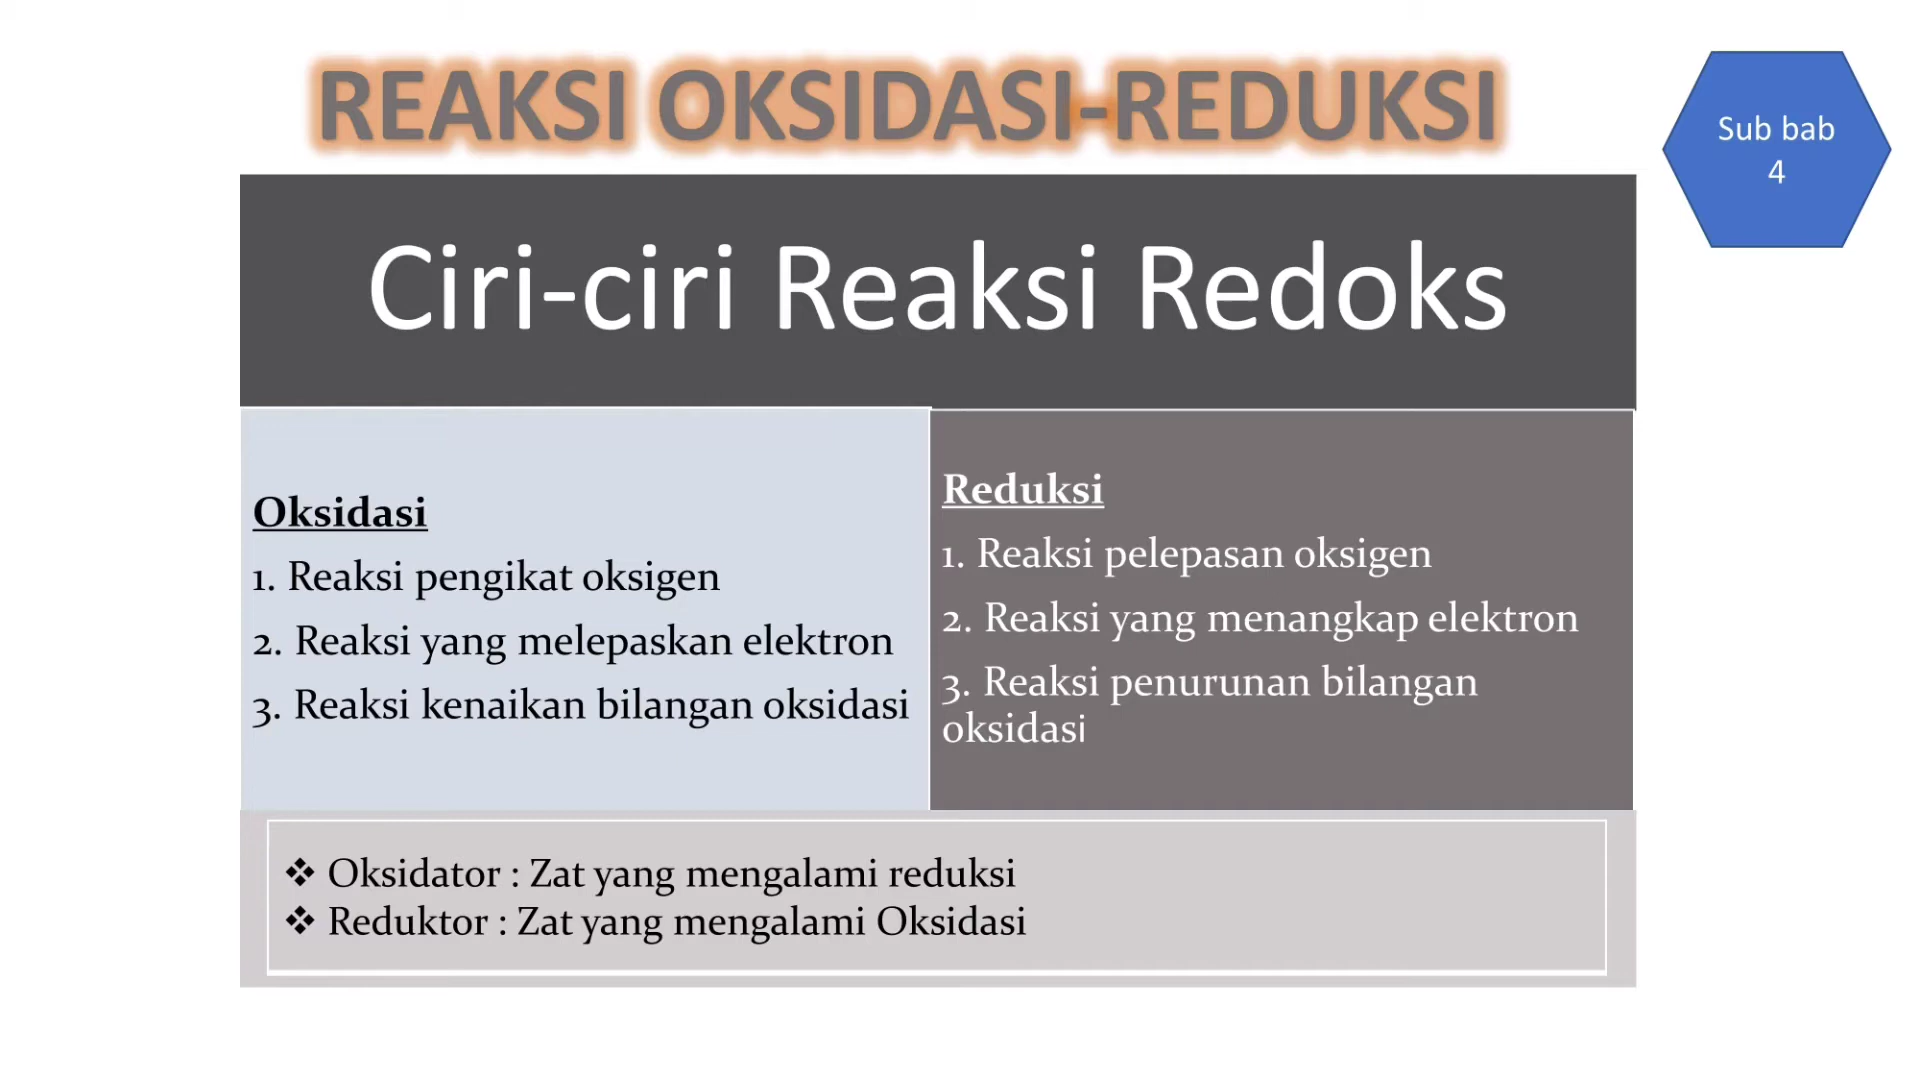 REAKSI OKSIDASI-REDUKSI
Sub bab
4
Ciri-ciri Reaksi Redoks
Oksidasi
1. Reaksi pengikat oksigen
2. Reaksi yang melepaskan elektron
3. Reaksi kenaikan bilangan oksidasi
Reduksi
1. Reaksi pelepasan oksigen
2. Reaksi yang menangkap elektron
3. Reaksi penurunan bilangan
oksidasi
❖ Oksidator : Zat yang mengalami reduksi
❖ Reduktor : Zat yang mengalami Oksidasi